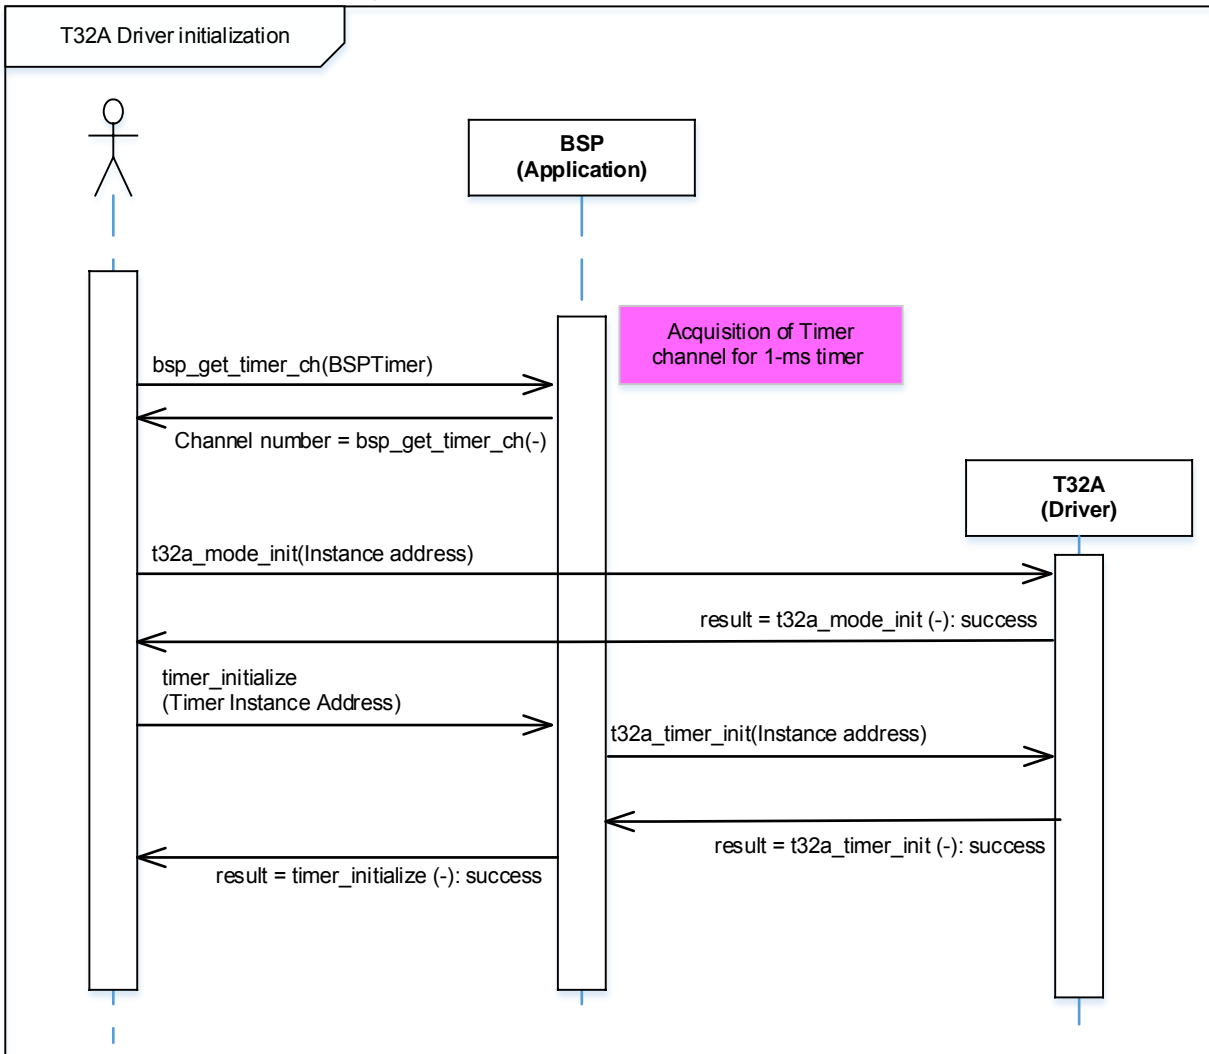 T32A Driver initialization
BSP
(Application)
Acquisition of Timer
channel for 1-ms timer
bsp_get_timer_ch(BSPTimer)
Channel number = bsp_get_timer_ch(-)
T32A
(Driver)
t32a_mode_init(Instance address)
result = t32a_mode_init (-): success
timer_initialize
(Timer Instance Address)
t32a_timer_init(Instance address)
result = t32a_timer_init (-): success
result = timer_initialize (-): success